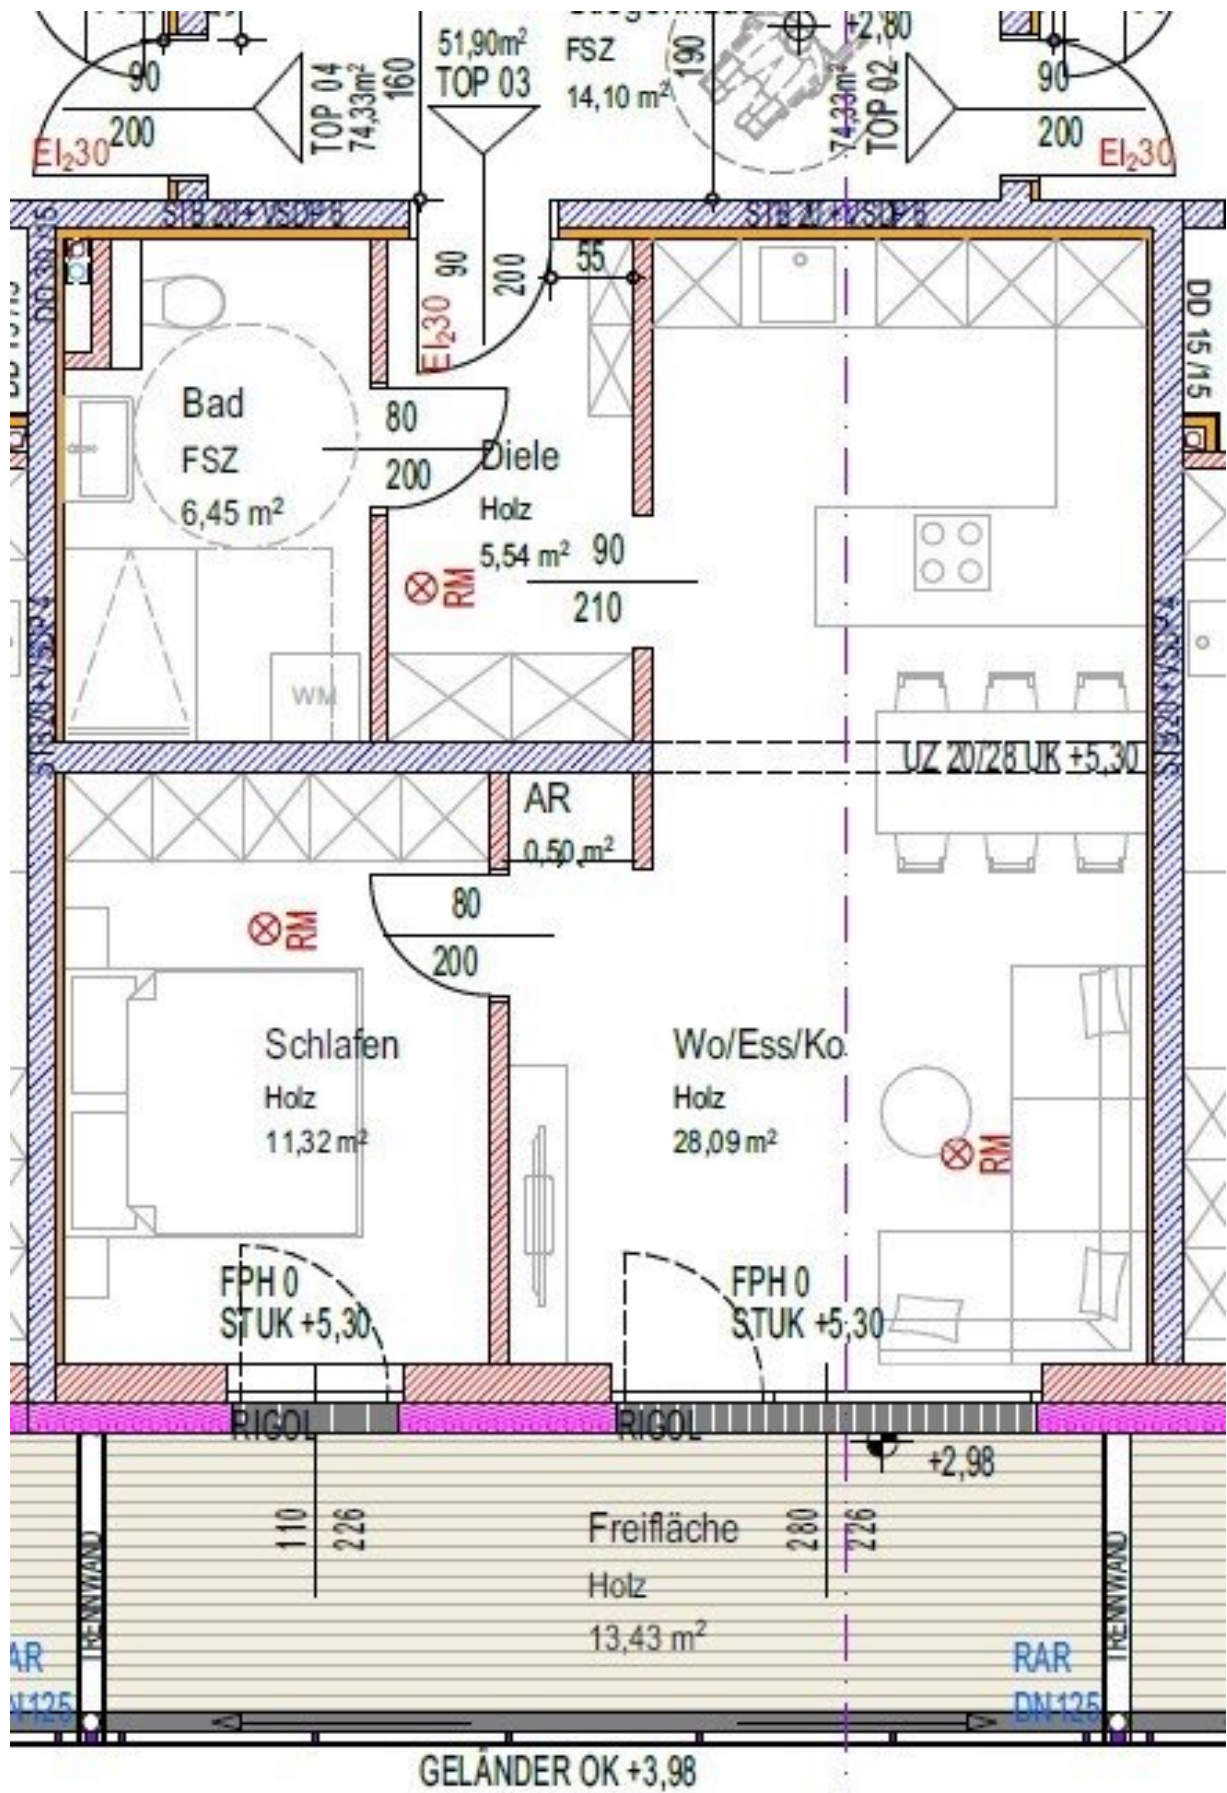 90
200
EI₂30
TOP 04
74,33m²
160
51,90m²
TOP 03
FSZ
14,10 m²
190
+2,80
74,33m²
TOP 02
90
200
EI₂30
STB 20 + VSDP 6
STB 20 + VSDP 6
90
200
EI₂30
55
DD 15 /15
Bad
FSZ
6,45 m²
80
200
Diele
Holz
5,54 m²
90
210
RM
WM
UZ 20/28 UK +5,30
AR
0,50 m²
80
200
RM
Schlafen
Holz
11,32 m²
Wo/Ess/Ko
Holz
28,09 m²
RM
FPH 0
STUK +5,30
FPH 0
STUK +5,30
RIGOL
RIGOL
+2,98
110
226
280
226
Freifläche
Holz
13,43 m²
TRENNWAND
TRENNWAND
AR
N125
RAR
DN125
GELÄNDER OK +3,98